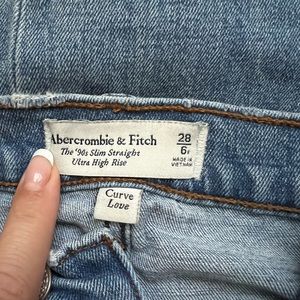 Abercrombie & Fitch
The '90s Slim Straight
Ultra High Rise
28
6r
MADE IN
VIETNAM
Curve
Love